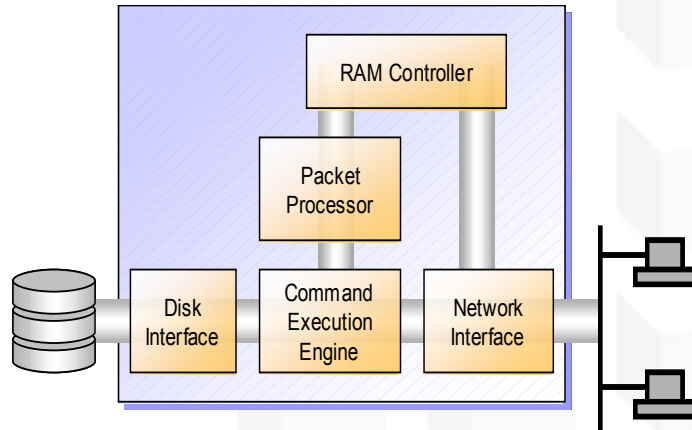 RAM Controller
Packet
Processor
Disk
Interface
Command
Execution
Engine
Network
Interface